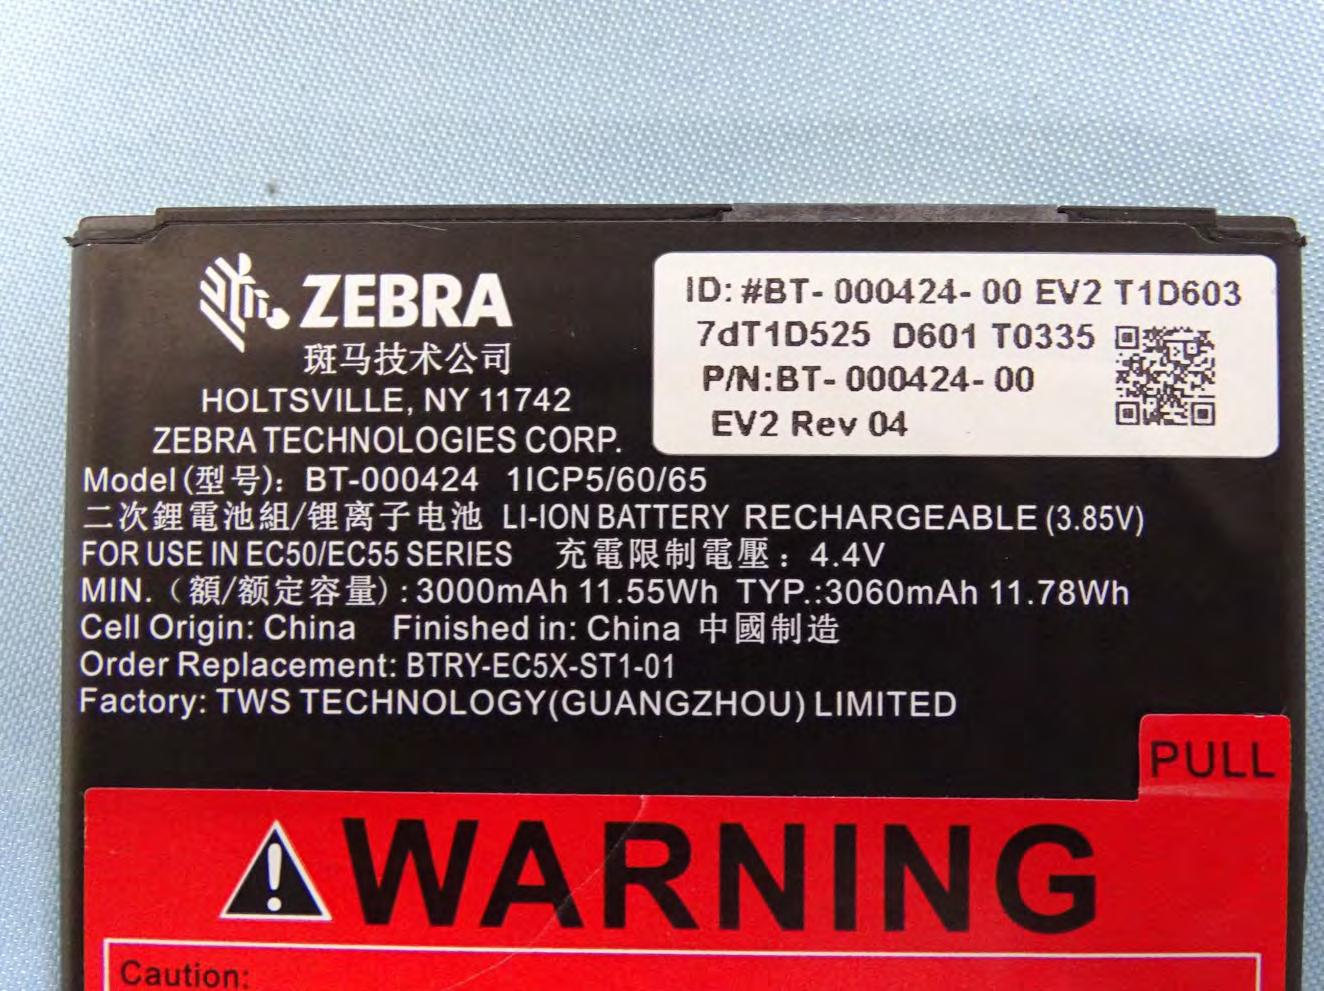 ZEBRA
斑马技术公司
HOLTSVILLE, NY 11742
ZEBRA TECHNOLOGIES CORP.
ID: #BT- 000424- 00 EV2 T1D603
7dT1D525 D601 T0335
P/N:BT- 000424- 00
EV2 Rev 04
Model(型号): BT-000424 1ICP5/60/65
二次鋰電池組/锂离子电池 LI-ION BATTERY RECHARGEABLE (3.85V)
FOR USE IN EC50/EC55 SERIES 充電限制電壓: 4.4V
MIN. (額/额定容量) : 3000mAh 11.55Wh TYP.:3060mAh 11.78Wh
Cell Origin: China Finished in: China 中國制造
Order Replacement: BTRY-EC5X-ST1-01
Factory: TWS TECHNOLOGY(GUANGZHOU) LIMITED
PULL
WARNING
Caution: